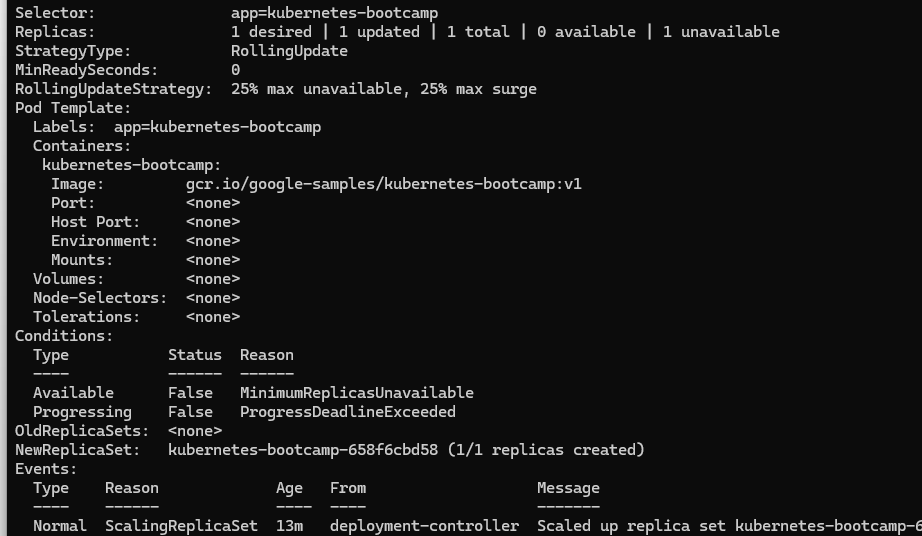 Selector: app=kubernetes-bootcamp
Replicas: 1 desired | 1 updated | 1 total | 0 available | 1 unavailable
StrategyType: RollingUpdate
MinReadySeconds: 0
RollingUpdateStrategy: 25% max unavailable, 25% max surge
Pod Template:
Labels: app=kubernetes-bootcamp
Containers:
kubernetes-bootcamp:
Image: gcr.io/google-samples/kubernetes-bootcamp:v1
Port: <none>
Host Port: <none>
Environment: <none>
Mounts: <none>
Volumes: <none>
Node-Selectors: <none>
Tolerations: <none>
Conditions:
Type Status Reason
---- ------ ------
Available False MinimumReplicasUnavailable
Progressing False ProgressDeadlineExceeded
OldReplicaSets: <none>
NewReplicaSet: kubernetes-bootcamp-658f6cbd58 (1/1 replicas created)
Events:
Type Reason Age From Message
---- ------ ---- ---- -------
Normal ScalingReplicaSet 13m deployment-controller Scaled up replica set kubernetes-bootcamp-6